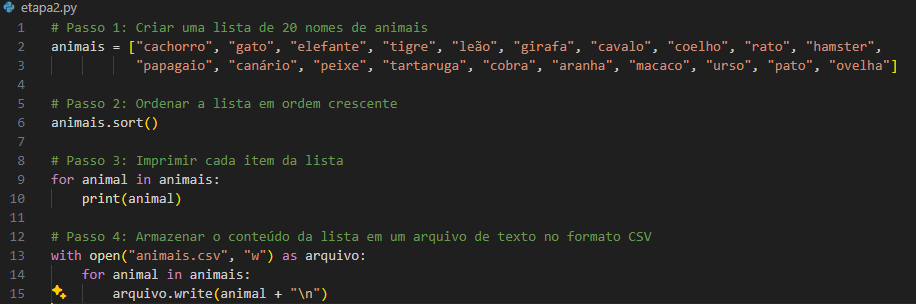 etapa2.py
1 # Passo 1: Criar uma lista de 20 nomes de animais
2 animais = ["cachorro", "gato", "elefante", "tigre", "leão", "girafa", "cavalo", "coelho", "rato", "hamster",
3 "papagaio", "canário", "peixe", "tartaruga", "cobra", "aranha", "macaco", "urso", "pato", "ovelha"]
4
5 # Passo 2: Ordenar a lista em ordem crescente
6 animais.sort()
7
8 # Passo 3: Imprimir cada item da lista
9 for animal in animais:
10 print(animal)
11
12 # Passo 4: Armazenar o conteúdo da lista em um arquivo de texto no formato CSV
13 with open("animais.csv", "w") as arquivo:
14 for animal in animais:
15 arquivo.write(animal + "\n")